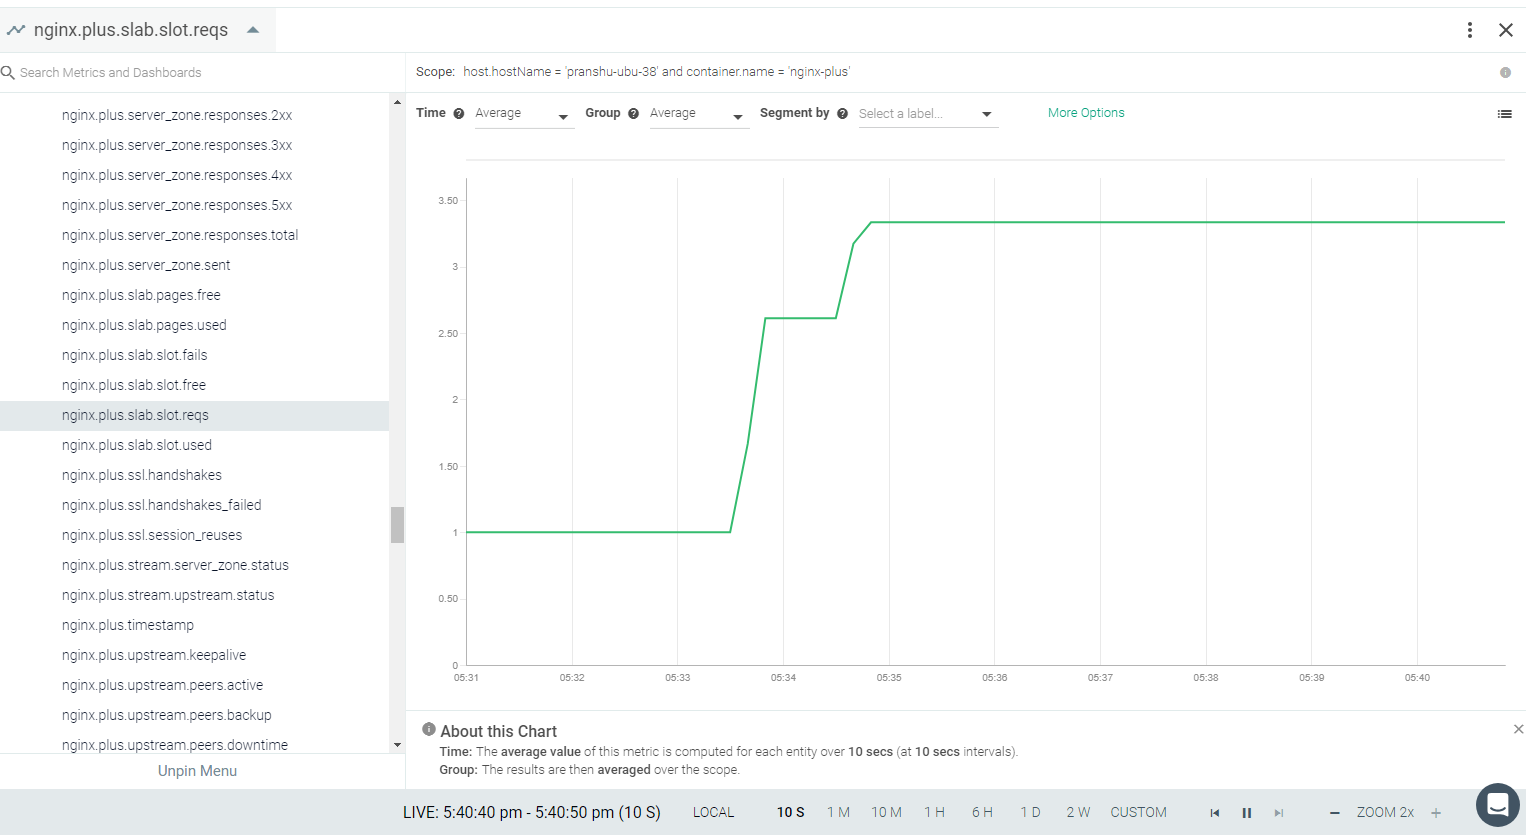 nginx.plus.slab.slot.reqs
Search Metrics and Dashboards
nginx.plus.server_zone.responses.2xx
nginx.plus.server_zone.responses.3xx
nginx.plus.server_zone.responses.4xx
nginx.plus.server_zone.responses.5xx
nginx.plus.server_zone.responses.total
nginx.plus.server_zone.sent
nginx.plus.slab.pages.free
nginx.plus.slab.pages.used
nginx.plus.slab.slot.fails
nginx.plus.slab.slot.free
nginx.plus.slab.slot.reqs
nginx.plus.slab.slot.used
nginx.plus.ssl.handshakes
nginx.plus.ssl.handshakes_failed
nginx.plus.ssl.session_reuses
nginx.plus.stream.server_zone.status
nginx.plus.stream.upstream.status
nginx.plus.timestamp
nginx.plus.upstream.keepalive
nginx.plus.upstream.peers.active
nginx.plus.upstream.peers.backup
nginx.plus.upstream.peers.downtime
Unpin Menu
Scope: host.hostName = 'pranshu-ubu-38' and container.name = 'nginx-plus'
Time ? Average Group ? Average Segment by ? Select a label... More Options
3.50
3
2.50
2
1.50
1
0.50
0
05:31 05:32 05:33 05:34 05:35 05:36 05:37 05:38 05:39 05:40
About this Chart
Time: The average value of this metric is computed for each entity over 10 secs (at 10 secs intervals).
Group: The results are then averaged over the scope.
LIVE: 5:40:40 pm - 5:40:50 pm (10 S) LOCAL 10 S 1 M 10 M 1 H 6 H 1 D 2 W CUSTOM ZOOM 2x